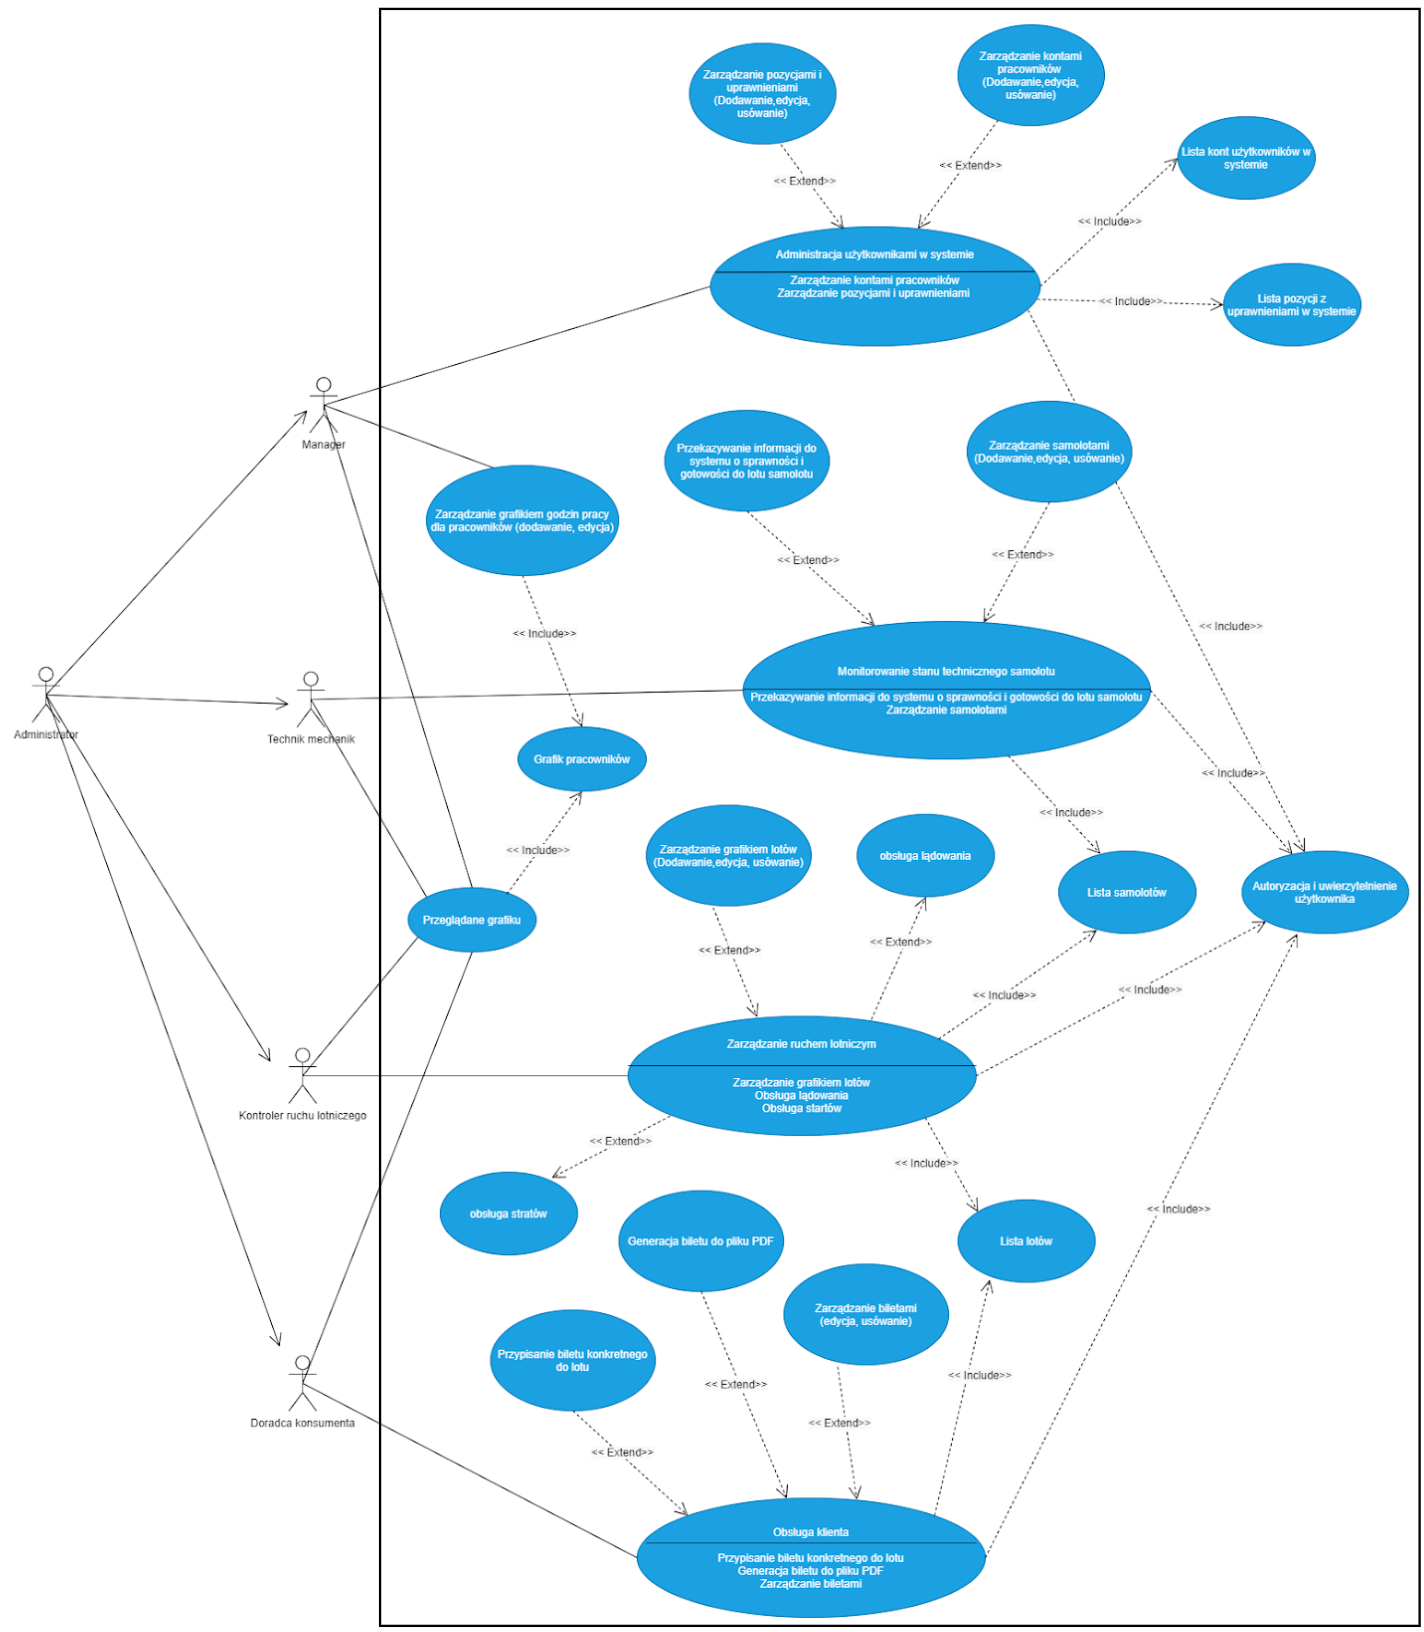 Zarządzanie pozycjami i
uprawnieniami
(Dodawanie,edycja,
usówanie)
Zarządzanie kontami
pracowników
(Dodawanie,edycja,
usówanie)
Lista kont użytkowników w
systemie
<< Extend>>
<< Extend>>
<< Include>>
Administracja użytkownikami w systemie
Zarządzanie kontami pracowników
Zarządzanie pozycjami i uprawnieniami
<< Include>>
Lista pozycji z
uprawnieniami w systemie
Manager
Przekazywanie informacji do
systemu o sprawności i
gotowości do lotu samolotu
Zarządzanie samolotami
(Dodawanie,edycja, usówanie)
Zarządzanie grafikiem godzin pracy
dla pracowników (dodawanie, edycja)
<< Extend>>
<< Extend>>
<< Include>>
<< Include>>
Monitorowanie stanu technicznego samolotu
Przekazywanie informacji do systemu o sprawności i gotowości do lotu samolotu
Zarządzanie samolotami
Administrator
Technik mechanik
Grafik pracowników
<< Include>>
<< Include>>
<< Include>>
Zarządzanie grafikiem lotów
(Dodawanie,edycja, usówanie)
obsługa lądowania
Lista samolotów
Autoryzacja i uwierzytelnienie
użytkownika
Przeglądane grafiku
<< Extend>>
<< Extend>>
<< Include>>
<< Include>>
Zarządzanie ruchem lotniczym
Zarządzanie grafikiem lotów
Obsługa lądowania
Obsługa startów
Kontroler ruchu lotniczego
<< Extend>>
<< Include>>
obsługa stratów
<< Include>>
Generacja biletu do pliku PDF
Lista lotów
Zarządzanie biletami
(edycja, usówanie)
Przypisanie biletu konkretnego
do lotu
<< Extend>>
<< Include>>
Doradca konsumenta
<< Extend>>
<< Extend>>
Obsługa klienta
Przypisanie biletu konkretnego do lotu
Generacja biletu do pliku PDF
Zarządzanie biletami